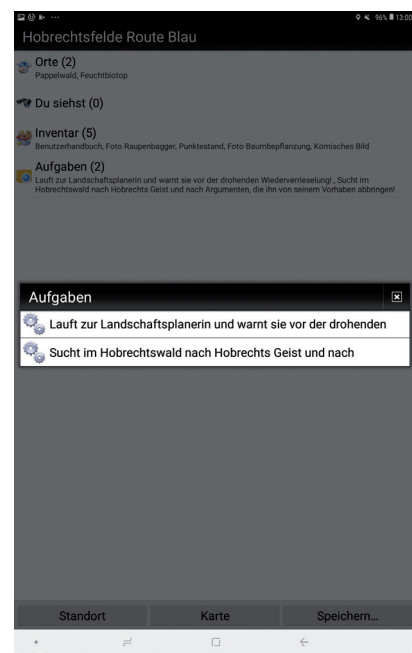 96% 13:00
Hobrechtsfelde Route Blau
Orte (2)
Pappelwald, Feuchtbiotop
Du siehst (0)
Inventar (5)
Benutzerhandbuch, Foto Raupenbagger, Punktestand, Foto Baumbepflanzung, Komisches Bild
Aufgaben (2)
Lauft zur Landschaftsplanerin und warnt sie vor der drohenden Wiederverrieselung! , Sucht im
Hobrechtswald nach Hobrechts Geist und nach Argumenten, die ihn von seinem Vorhaben abbringen!
Aufgaben
Lauft zur Landschaftsplanerin und warnt sie vor der drohenden
Sucht im Hobrechtswald nach Hobrechts Geist und nach
Standort Karte Speichern...